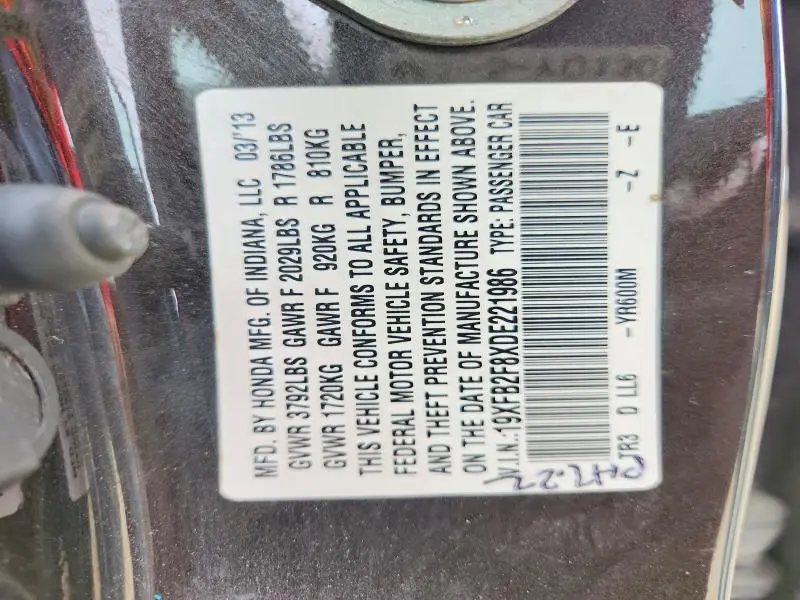 MFD. BY HONDA MFG. OF INDIANA, LLC 03/13
GVWR 3792LBS GAWR F 2029LBS R 1786LBS
GVWR 1720KG GAWR F 920KG R 810KG
THIS VEHICLE CONFORMS TO ALL APPLICABLE
FEDERAL MOTOR VEHICLE SAFETY, BUMPER,
AND THEFT PREVENTION STANDARDS IN EFFECT
ON THE DATE OF MANUFACTURE SHOWN ABOVE.
V.I.N.:19XFB2F8XDE221986 TYPE: PASSENGER CAR
TR3 D LL6 -YR600M -Z -E